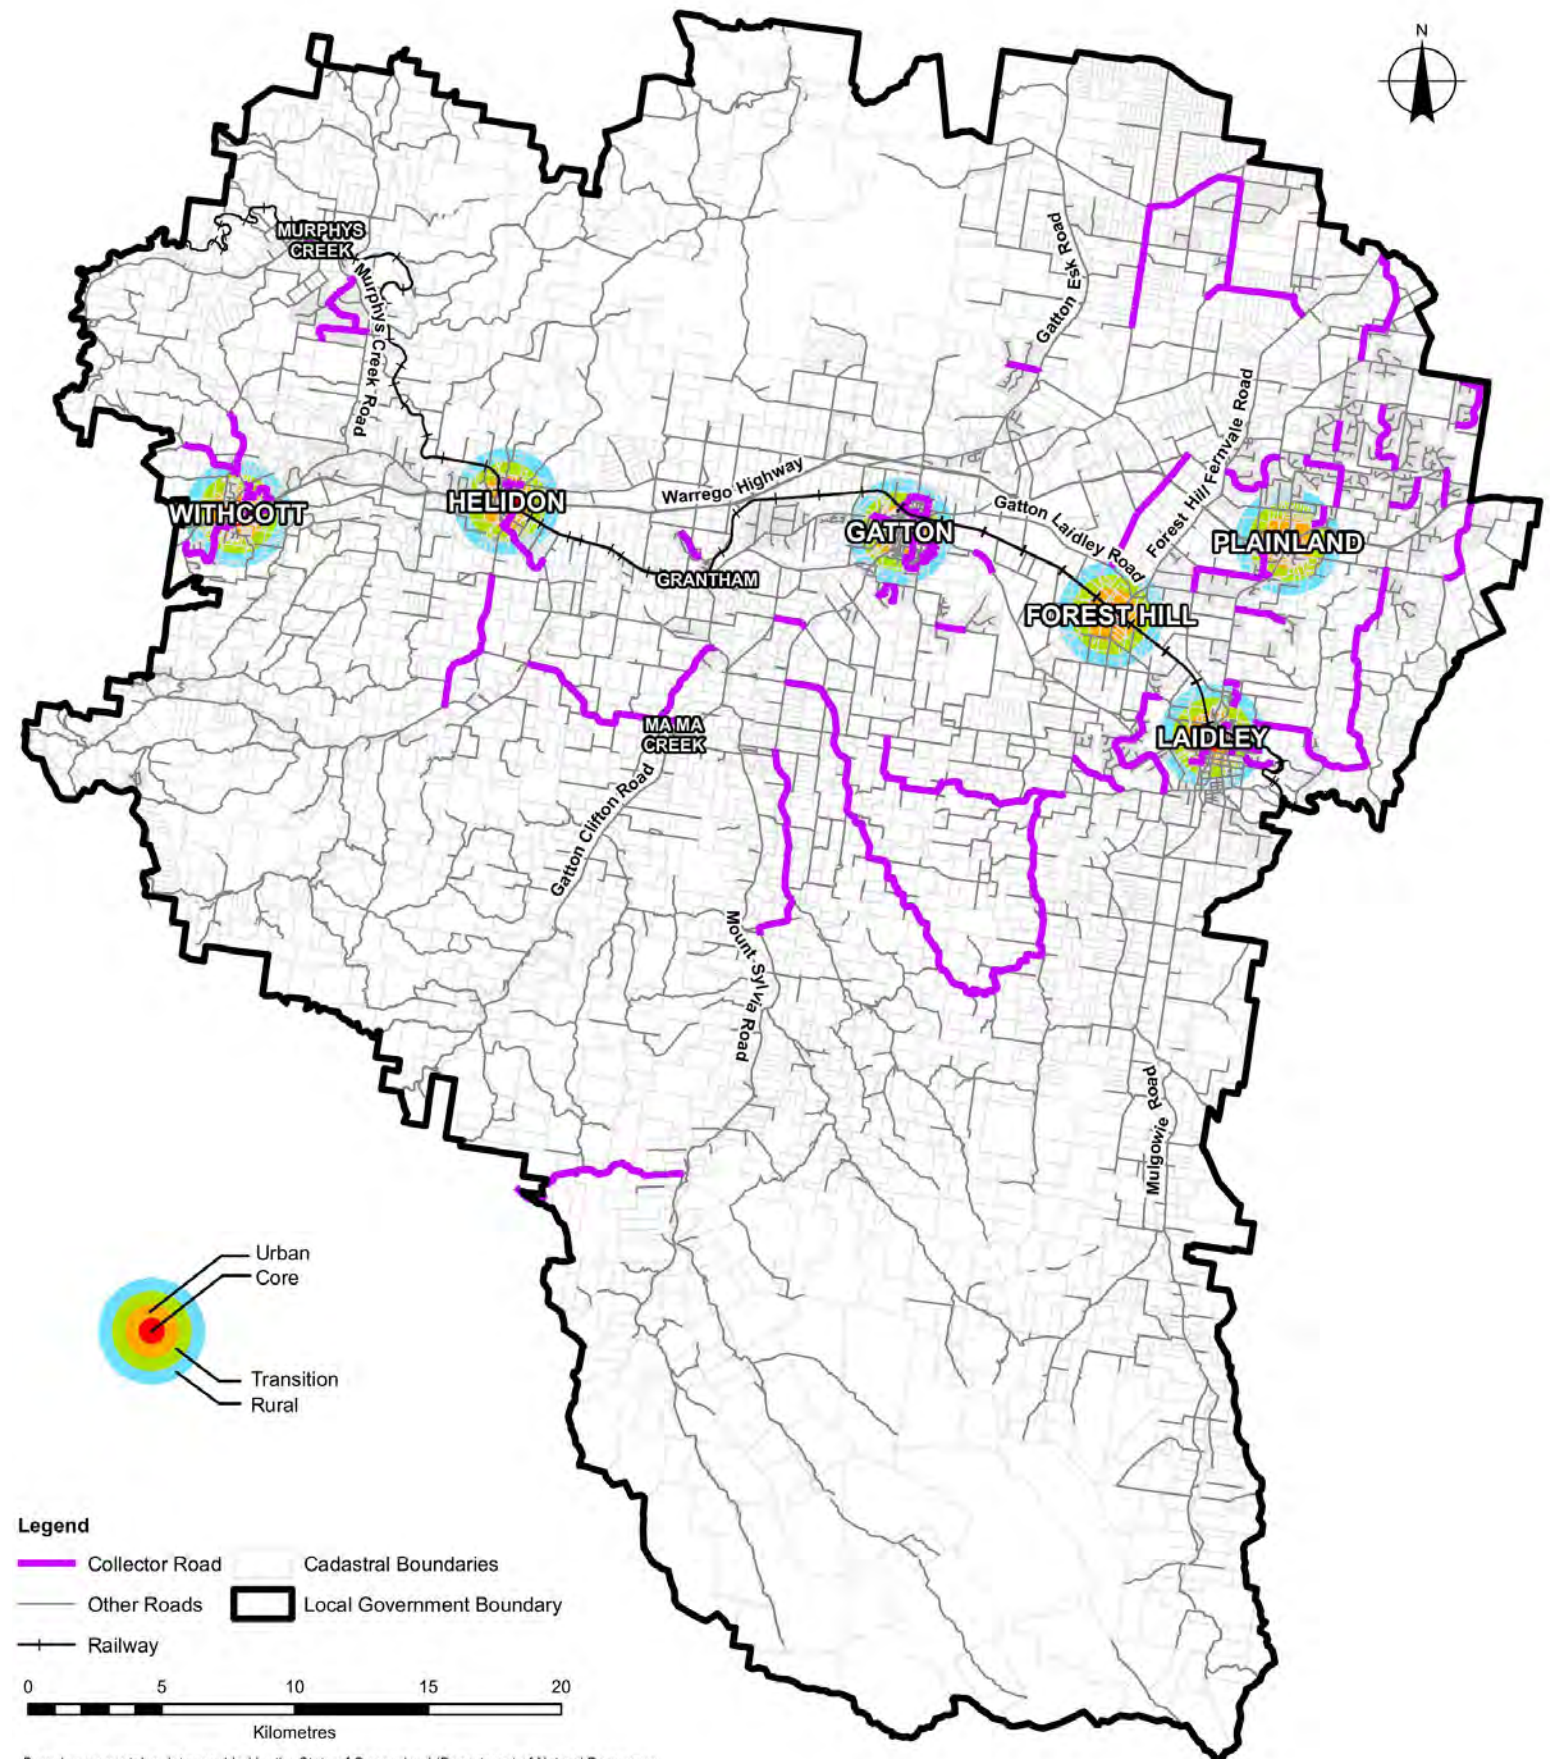 N
MURPHYS
CREEK
Murphys Creek Road
Gatton Esk Road
Forest Hill Fernvale Road
Warrego Highway
WITHCOTT
HELIDON
GATTON
Gatton Laidley Road
PLAINLAND
GRANTHAM
FOREST HILL
MA MA
CREEK
LAIDLEY
Gatton Clifton Road
Mount Sylvia Road
Mulgowie Road
Urban
Core
Transition
Rural
Legend
Collector Road
Cadastral Boundaries
Other Roads
Local Government Boundary
Railway
0 5 10 15 20
Kilometres